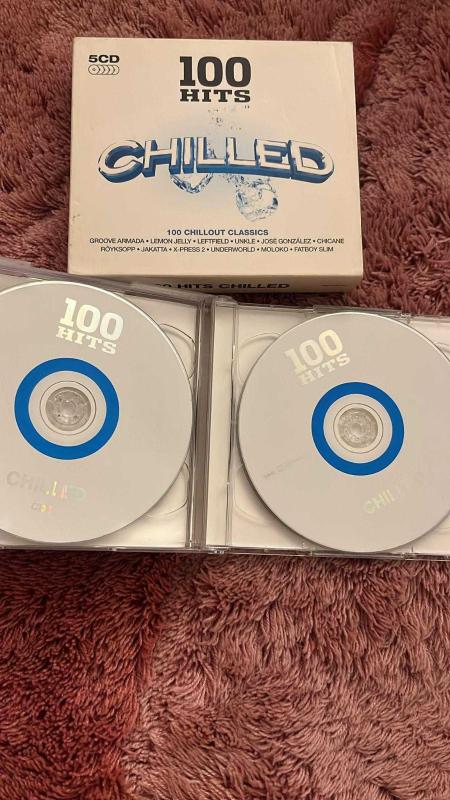 5CD
100
HITS
CHILLED
100 CHILLOUT CLASSICS
GROOVE ARMADA • LEMON JELLY • LEFTFIELD • UNKLE • JOSÉ GONZÁLEZ • CHICANE
RÖYKSOPP • JAKATTA • X-PRESS 2 • UNDERWORLD • MOLOKO • FATBOY SLIM
HITS CHILLED
100
HITS
CHILLED
100
HITS
CHILLED